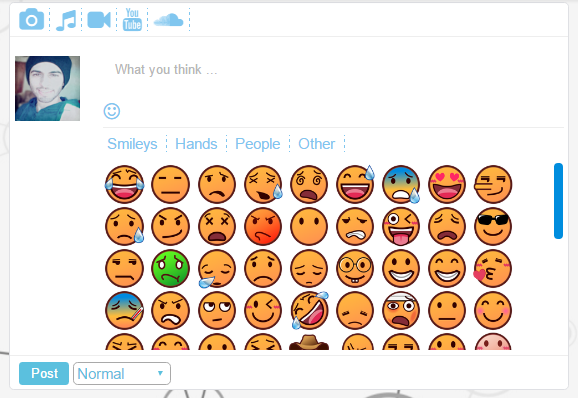 You
Tube
What you think ...
Smileys Hands People Other
Post Normal